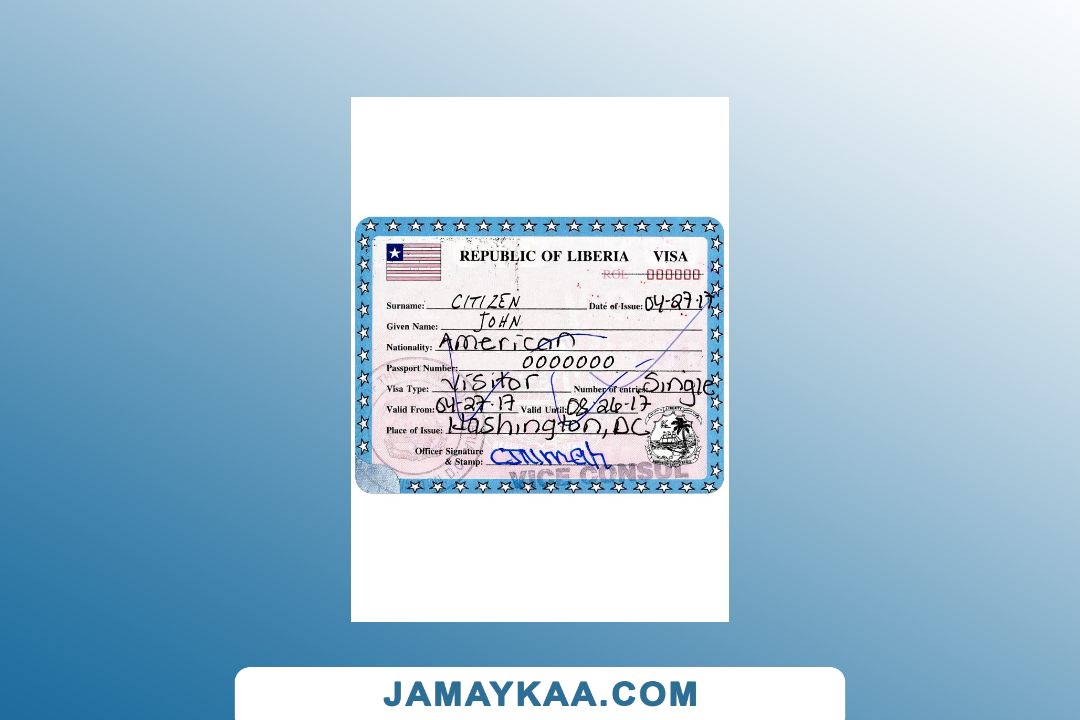 REPUBLIC OF LIBERIA VISA
ROL 000000
Surname: CITIZEN Date of Issue: 04-27-17
Given Name: JOHN
Nationality: American
Passport Number: 0000000
Visa Type: Visitor Number of entries Single
Valid From: 04-27-17 Valid Until: 08-26-17
Place of Issue: Washington, DC
Officer Signature
& Stamp:
VICE CONSUL
JAMAYKAA.COM